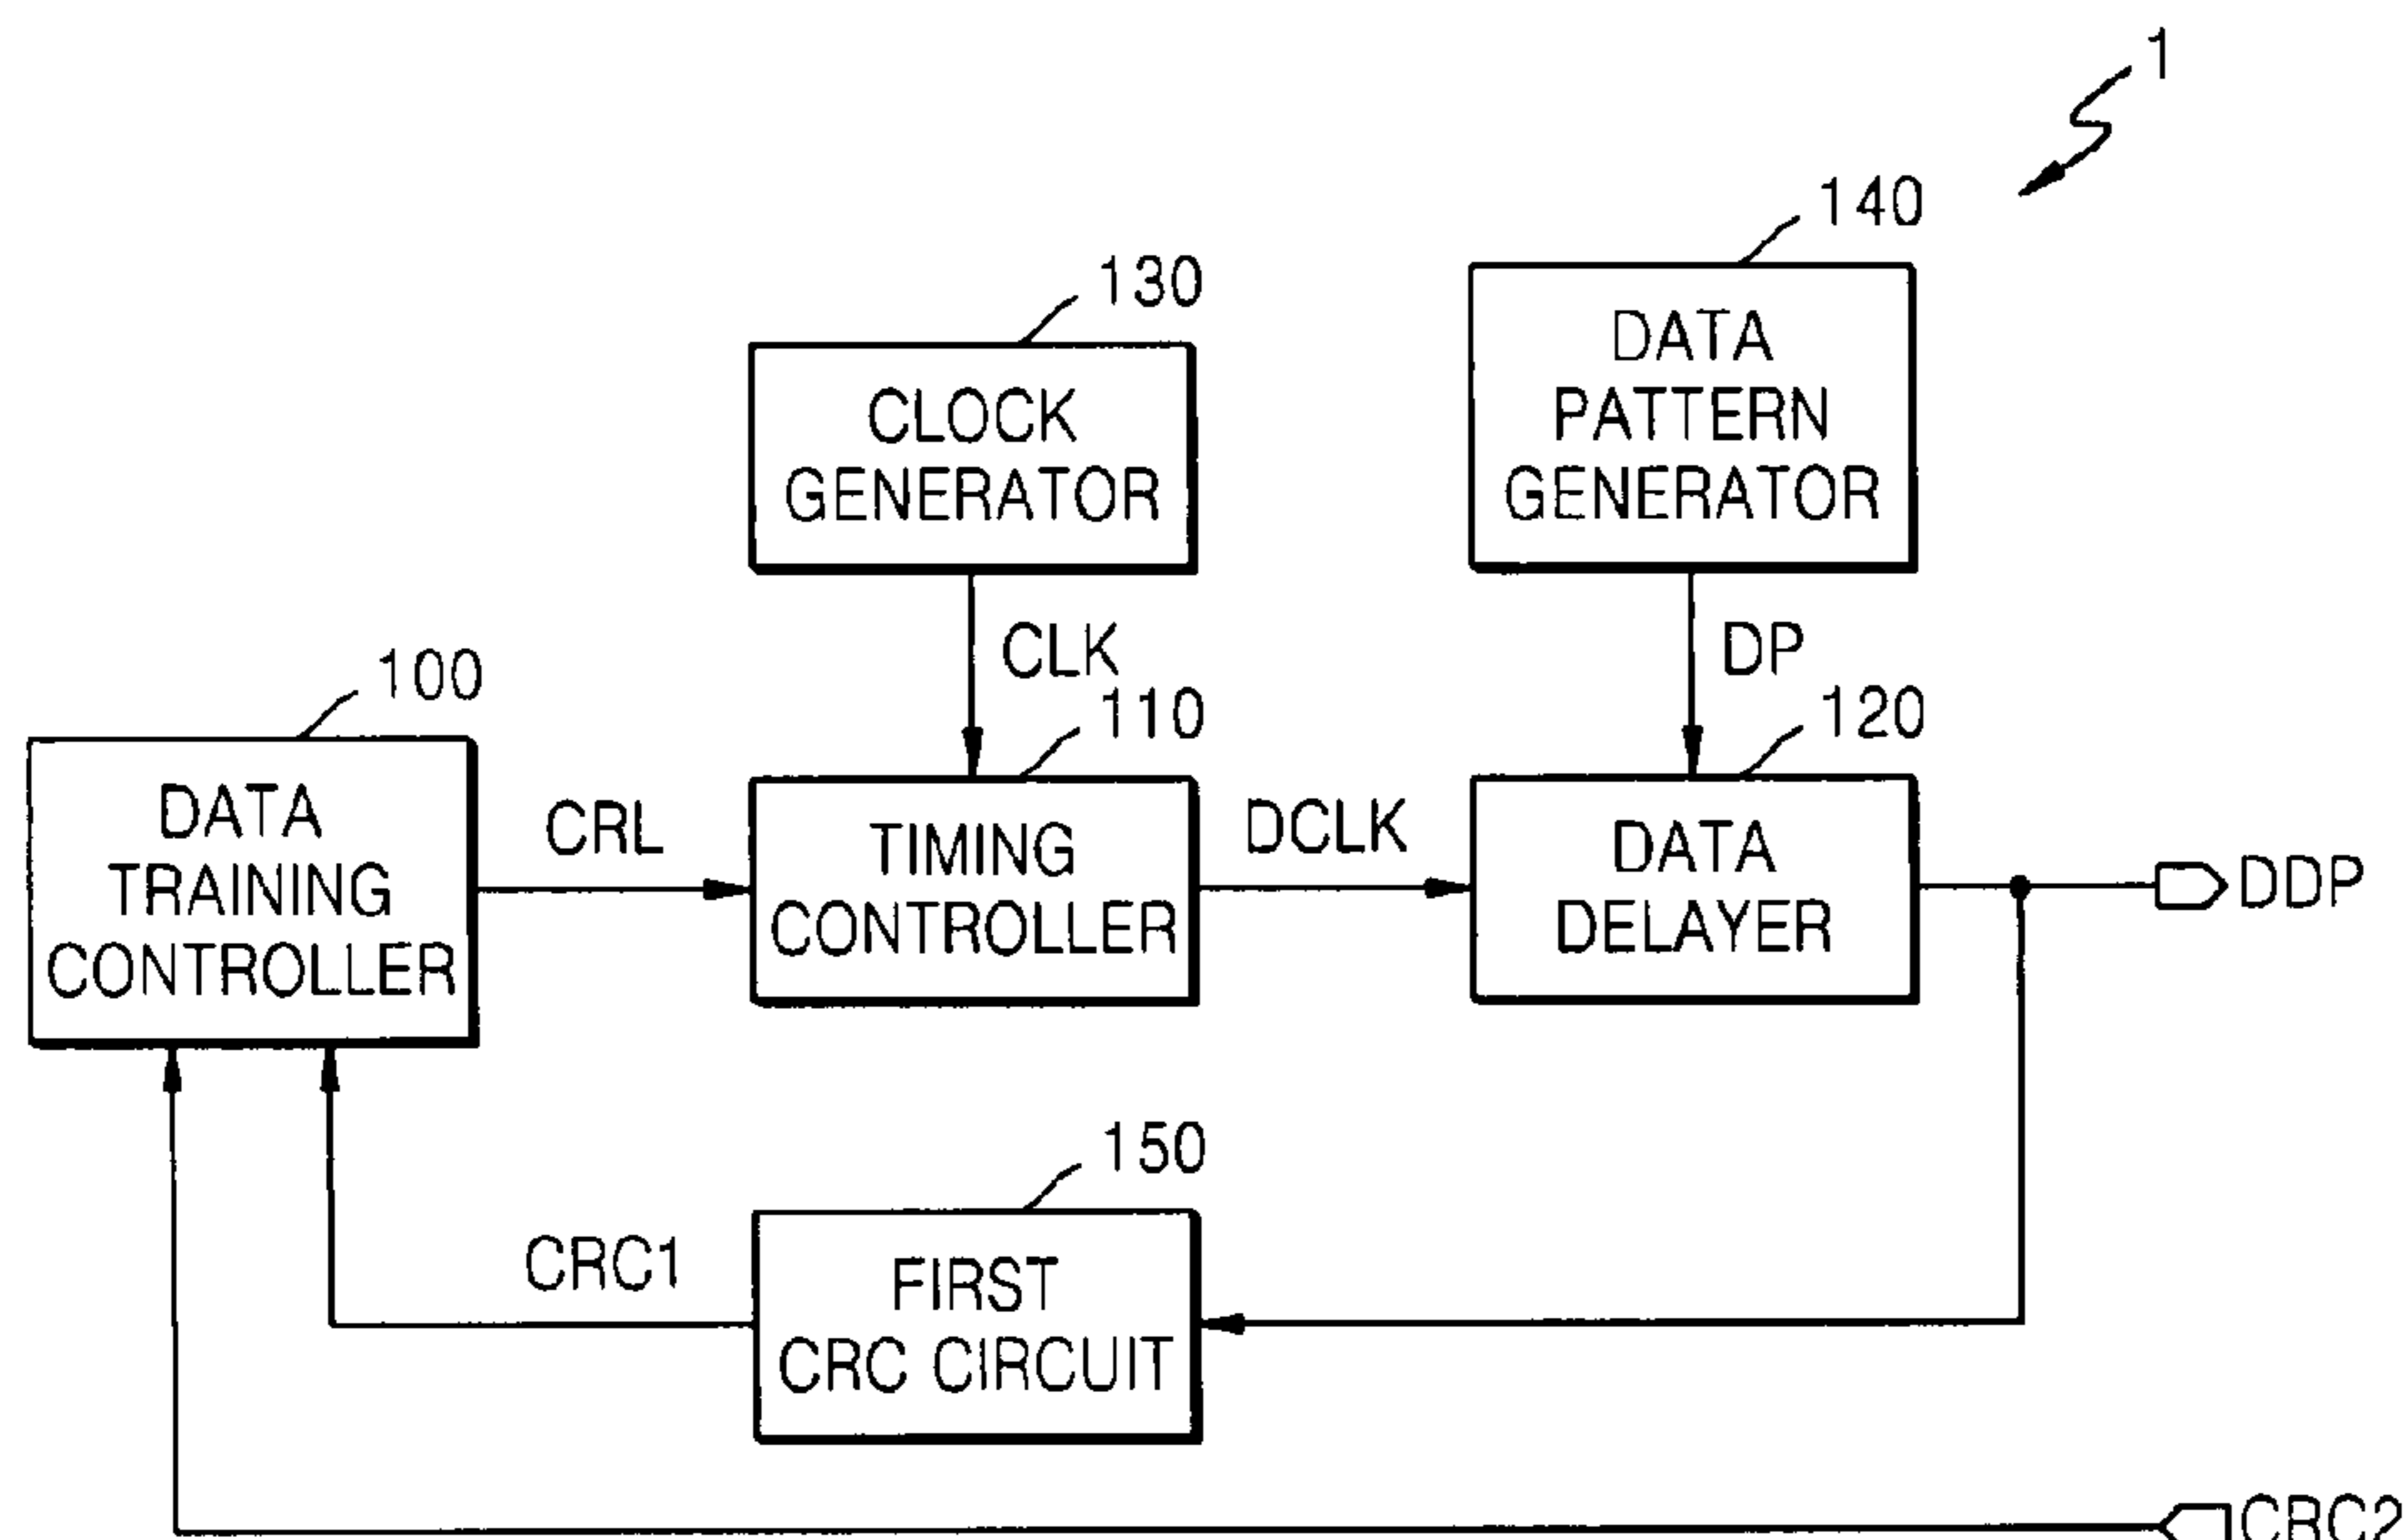 1
140
130
DATA
PATTERN
GENERATOR
CLOCK
GENERATOR
CLK
DP
100
110
120
DATA
TRAINING
CONTROLLER
CRL
TIMING
CONTROLLER
DCLK
DATA
DELAYER
DDP
150
CRC1
FIRST
CRC CIRCUIT
CRC2